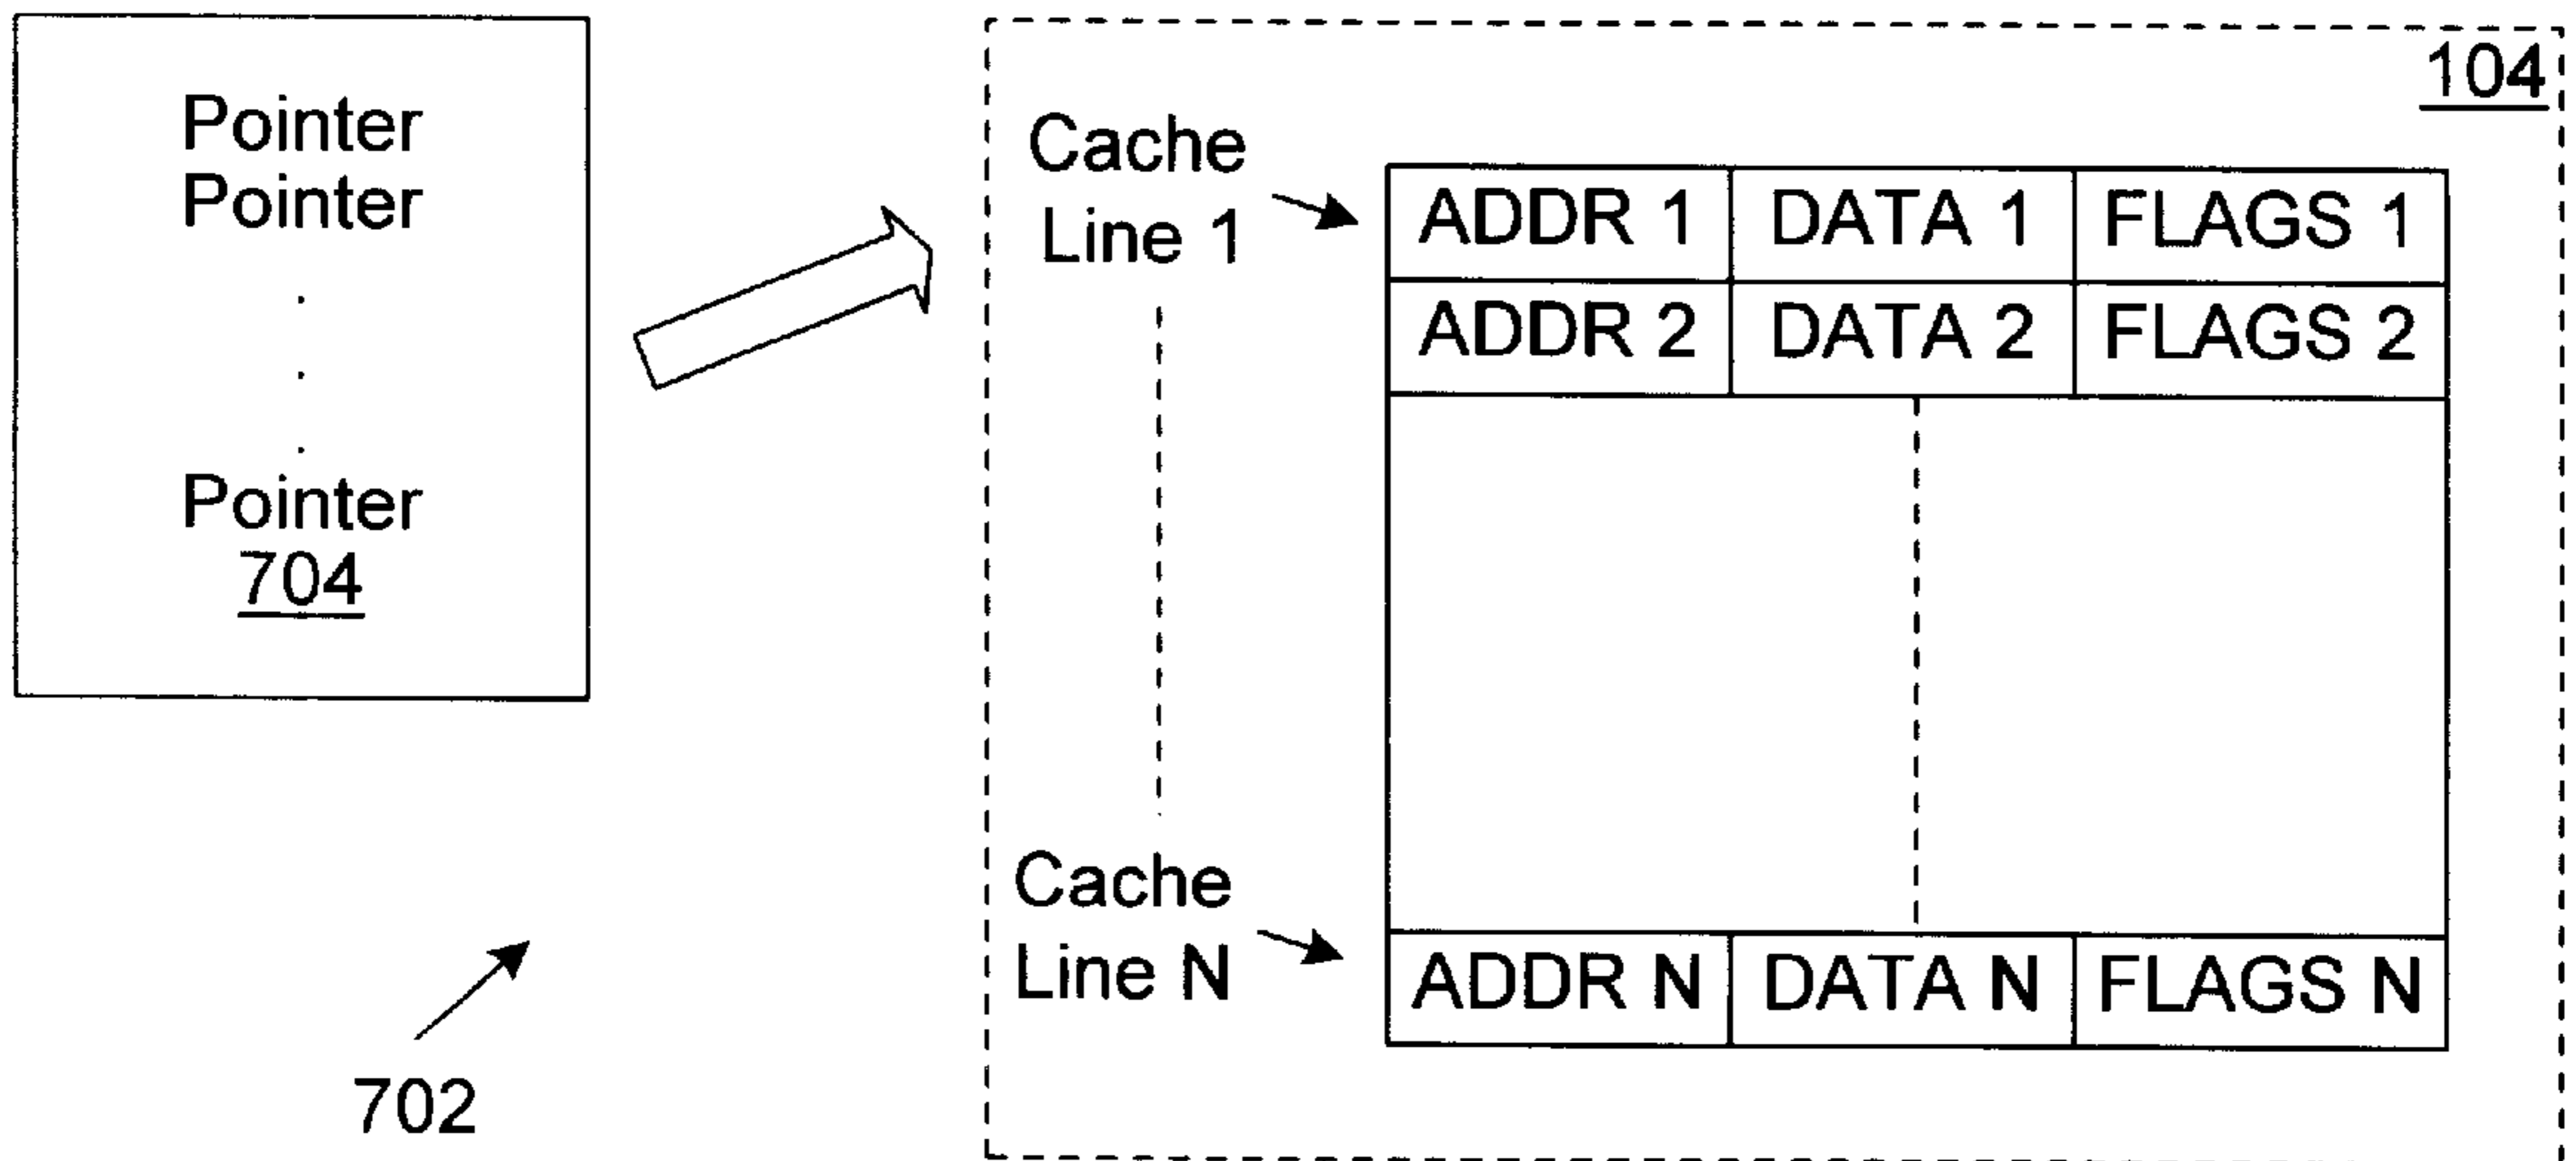 Pointer
Pointer
.
.
.
Pointer
704
702
104
Cache
Line 1
ADDR 1 DATA 1 FLAGS 1
ADDR 2 DATA 2 FLAGS 2
Cache
Line N
ADDR N DATA N FLAGS N